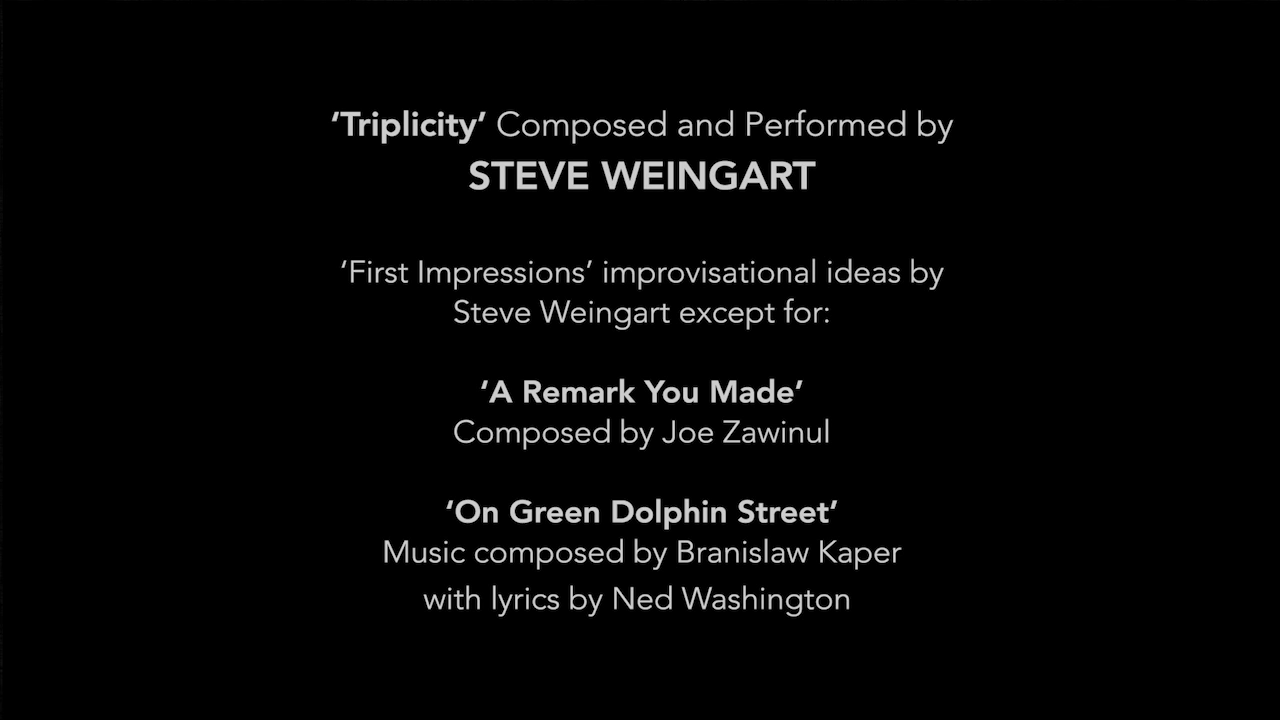 ‘Triplicity’ Composed and Performed by
STEVE WEINGART
‘First Impressions’ improvisational ideas by
Steve Weingart except for:
‘A Remark You Made’
Composed by Joe Zawinul
‘On Green Dolphin Street’
Music composed by Branislaw Kaper
with lyrics by Ned Washington